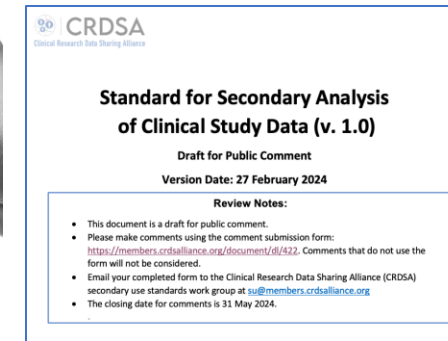 CRDSA
Clinical Research Data Sharing Alliance
Standard for Secondary Analysis
of Clinical Study Data (v. 1.0)
Draft for Public Comment
Version Date: 27 February 2024
Review Notes:
• This document is a draft for public comment.
• Please make comments using the comment submission form:
https://members.crdsalliance.org/document/dl/422. Comments that do not use the
form will not be considered.
• Email your completed form to the Clinical Research Data Sharing Alliance (CRDSA)
secondary use standards work group at su@members.crdsalliance.org
• The closing date for comments is 31 May 2024.